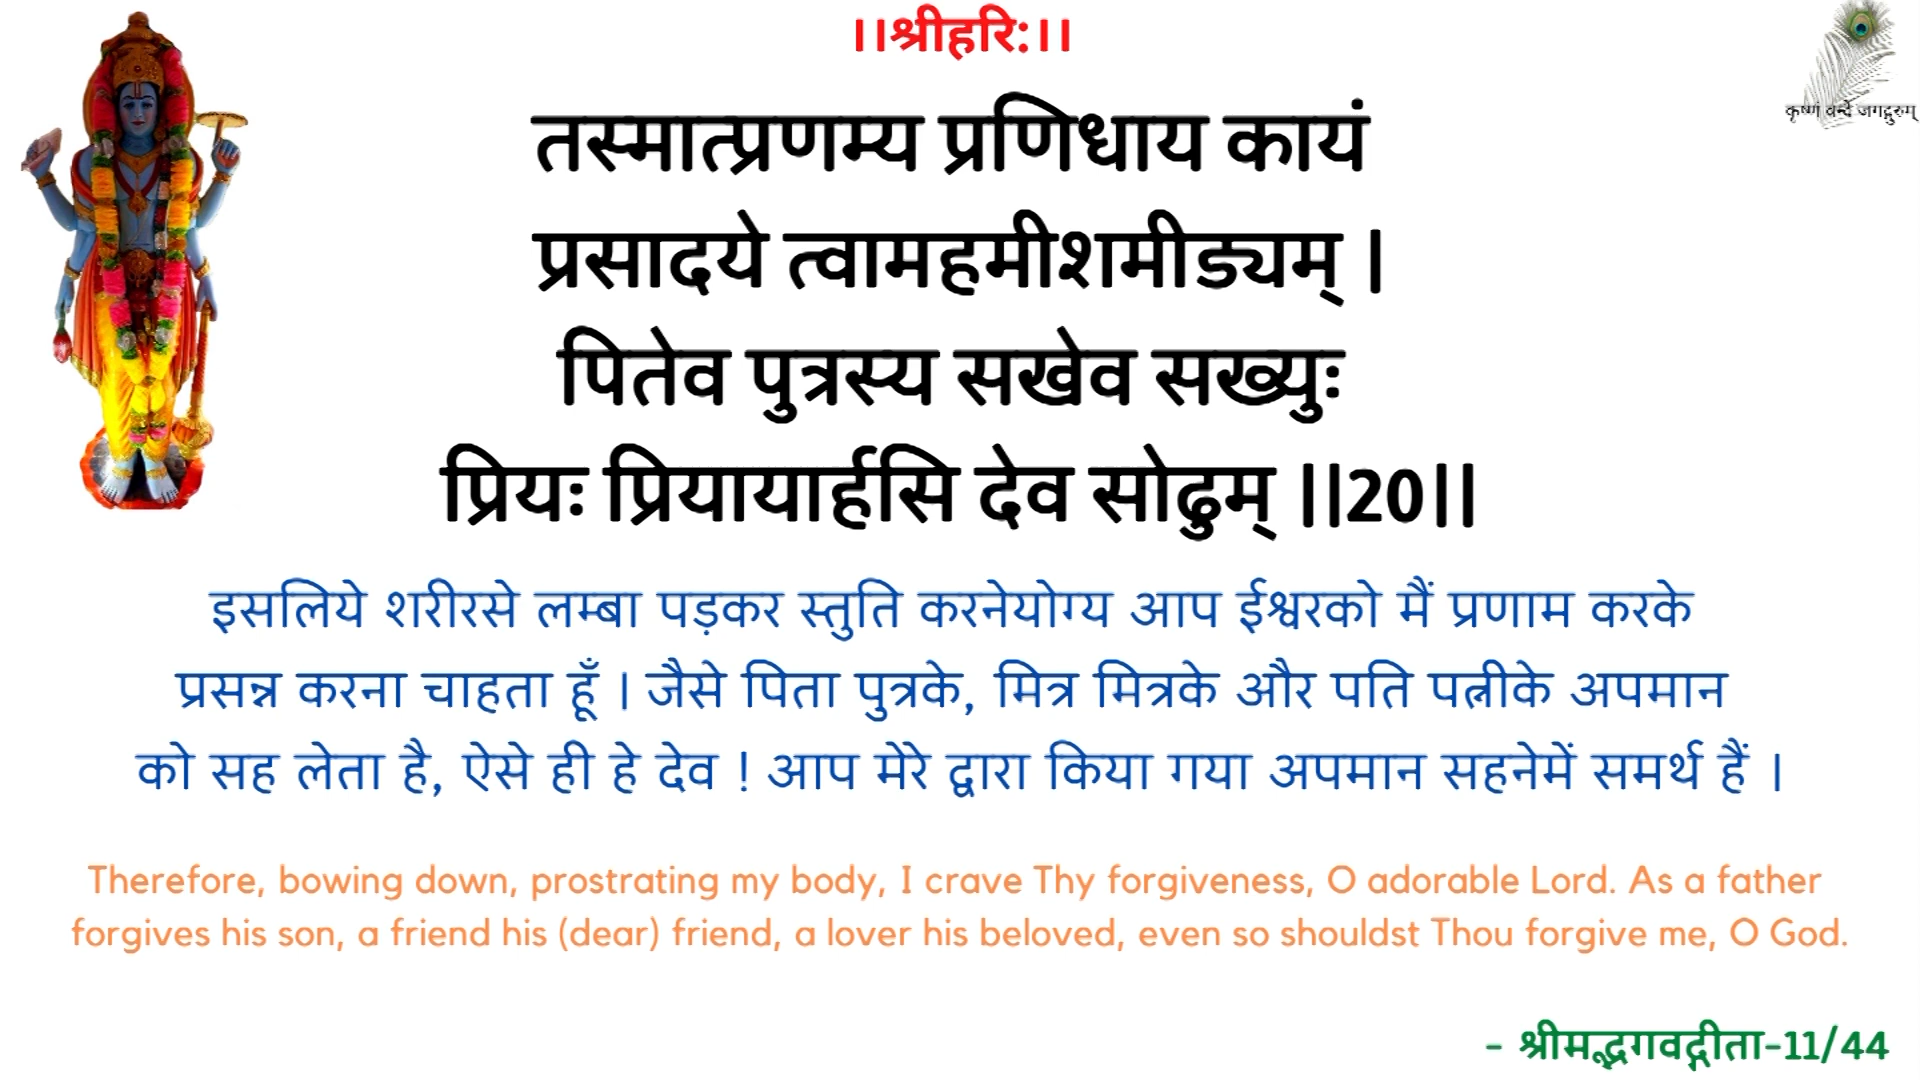 ।।श्रीहरि:।।
कृष्णं वन्दे जगद्गुरुम्
तस्मात्प्रणम्य प्रणिधाय कायं
प्रसादये त्वामहमीशमीड्यम् |
पितेव पुत्रस्य सखेव सख्युः
प्रियः प्रियायार्हसि देव सोढुम् ||20||
इसलिये शरीरसे लम्बा पड़कर स्तुति करनेयोग्य आप ईश्वरको मैं प्रणाम करके
प्रसन्न करना चाहता हूँ । जैसे पिता पुत्रके, मित्र मित्रके और पति पत्नीके अपमान
को सह लेता है, ऐसे ही हे देव ! आप मेरे द्वारा किया गया अपमान सहनेमें समर्थ हैं ।
Therefore, bowing down, prostrating my body, I crave Thy forgiveness, O adorable Lord. As a father
forgives his son, a friend his (dear) friend, a lover his beloved, even so shouldst Thou forgive me, O God.
- श्रीमद्भगवद्गीता-11/44